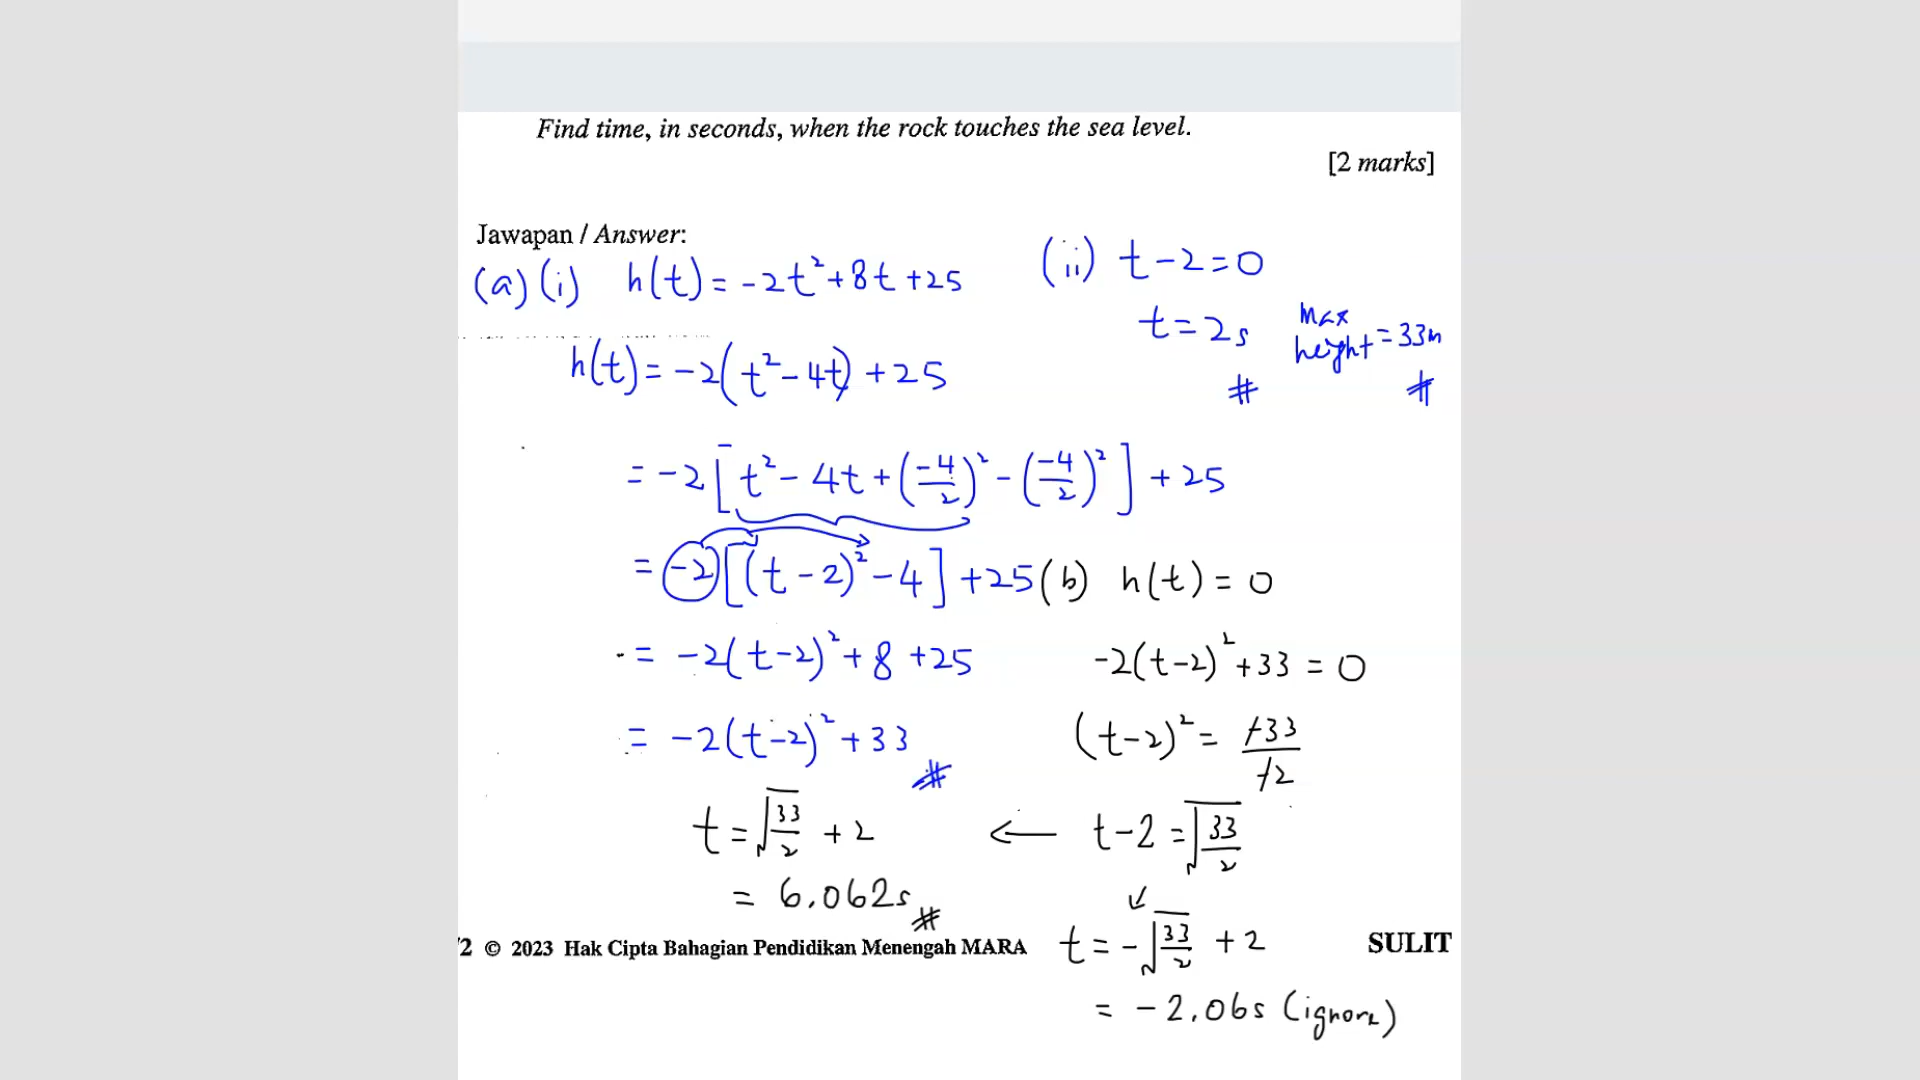 Find time, in seconds, when the rock touches the sea level.
[2 marks]
Jawapan / Answer:
(a) (i) h(t) = -2t² + 8t + 25
h(t) = -2(t² - 4t) + 25
= -2[t² - 4t + (-4/2)² - (-4/2)²] + 25
= -2[(t - 2)² - 4] + 25
= -2(t-2)² + 8 + 25
= -2(t-2)² + 33 #
(ii) t - 2 = 0
t = 2s #
max height = 33m #
(b) h(t) = 0
-2(t-2)² + 33 = 0
(t-2)² = -33/-2
t - 2 = √(33/2)
← 
t = √(33/2) + 2
= 6.062s #
t = -√(33/2) + 2
= -2.06s (ignore)
/2 © 2023 Hak Cipta Bahagian Pendidikan Menengah MARA
SULIT